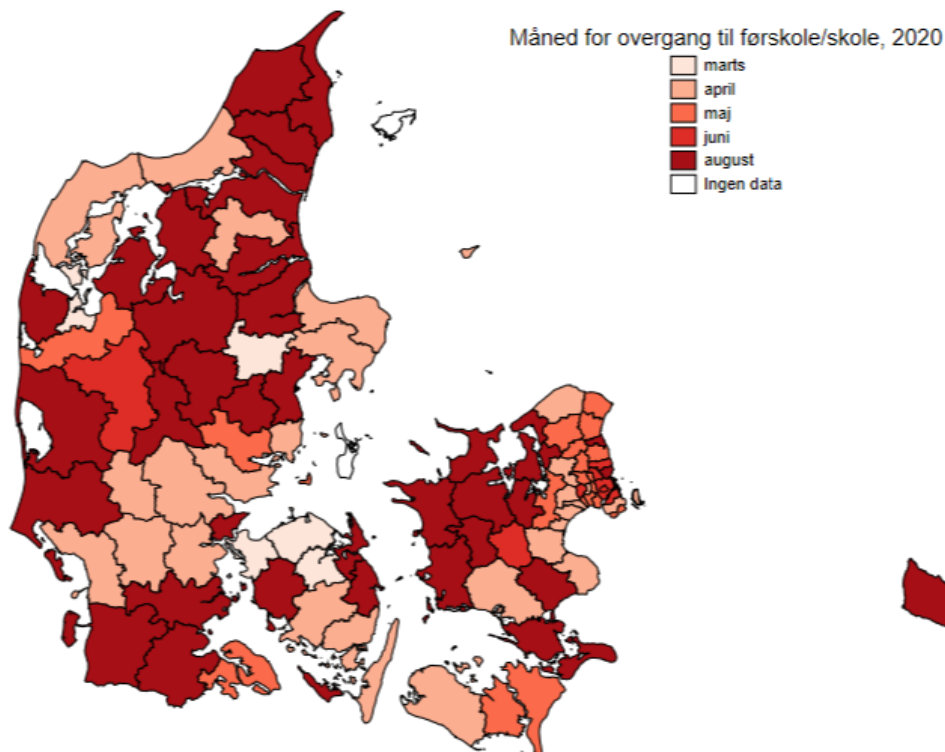 Måned for overgang til førskole/skole, 2020
marts
april
maj
juni
august
Ingen data